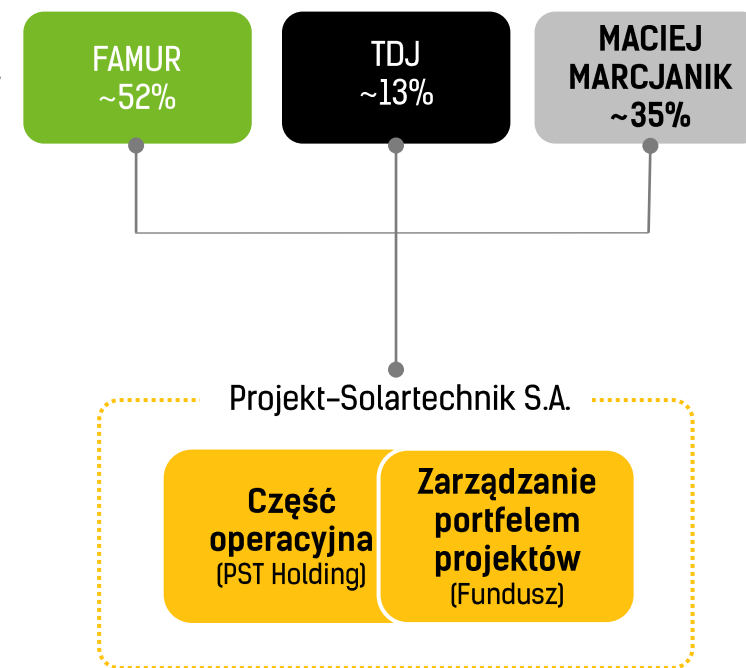 FAMUR
~52%
TDJ
~13%
MACIEJ
MARCJANIK
~35%
Projekt-Solartechnik S.A.
Część
operacyjna
(PST Holding)
Zarządzanie
portfelem
projektów
(Fundusz)